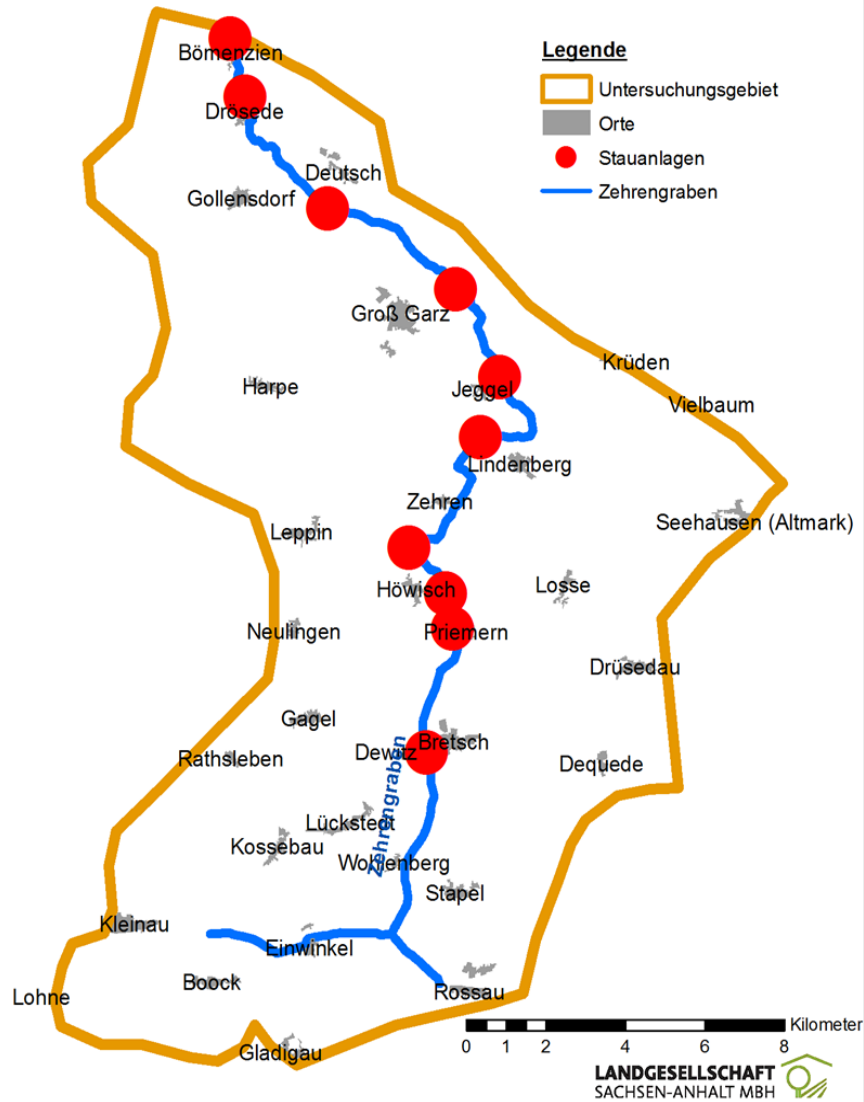 Bömenzien
Drösede
Deutsch
Gollensdorf
Groß Garz
Krüden
Harpe
Jeggel
Vielbaum
Lindenberg
Zehren
Seehausen (Altmark)
Leppin
Höwisch
Losse
Neulingen
Priemern
Drüsedau
Gagel
Bretsch
Dewitz
Rathsleben
Dequede
Zehrengraben
Lückstedt
Kossebau
Wohlenberg
Stapel
Kleinau
Einwinkel
Boock
Rossau
Lohne
Gladigau
Legende
Untersuchungsgebiet
Orte
Stauanlagen
Zehrengraben
Kilometer
0 1 2 4 6 8
LANDGESELLSCHAFT
SACHSEN-ANHALT MBH